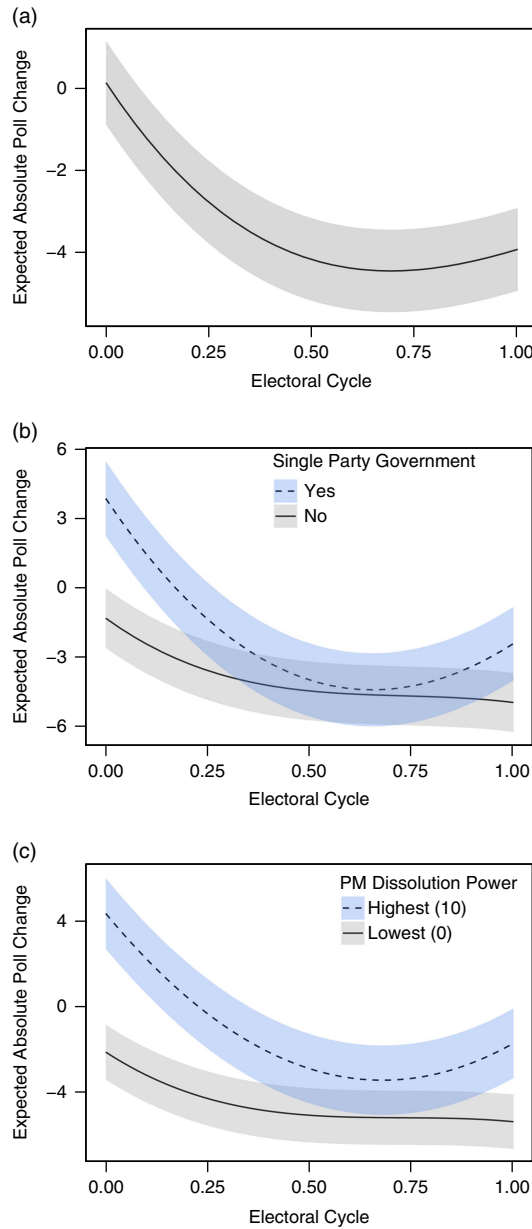 (a)
Expected Absolute Poll Change
0
−2
−4
0.00 0.25 0.50 0.75 1.00
Electoral Cycle
(b)
Expected Absolute Poll Change
6
3
0
−3
−6
Single Party Government
Yes
No
0.00 0.25 0.50 0.75 1.00
Electoral Cycle
(c)
Expected Absolute Poll Change
4
0
−4
PM Dissolution Power
Highest (10)
Lowest (0)
0.00 0.25 0.50 0.75 1.00
Electoral Cycle